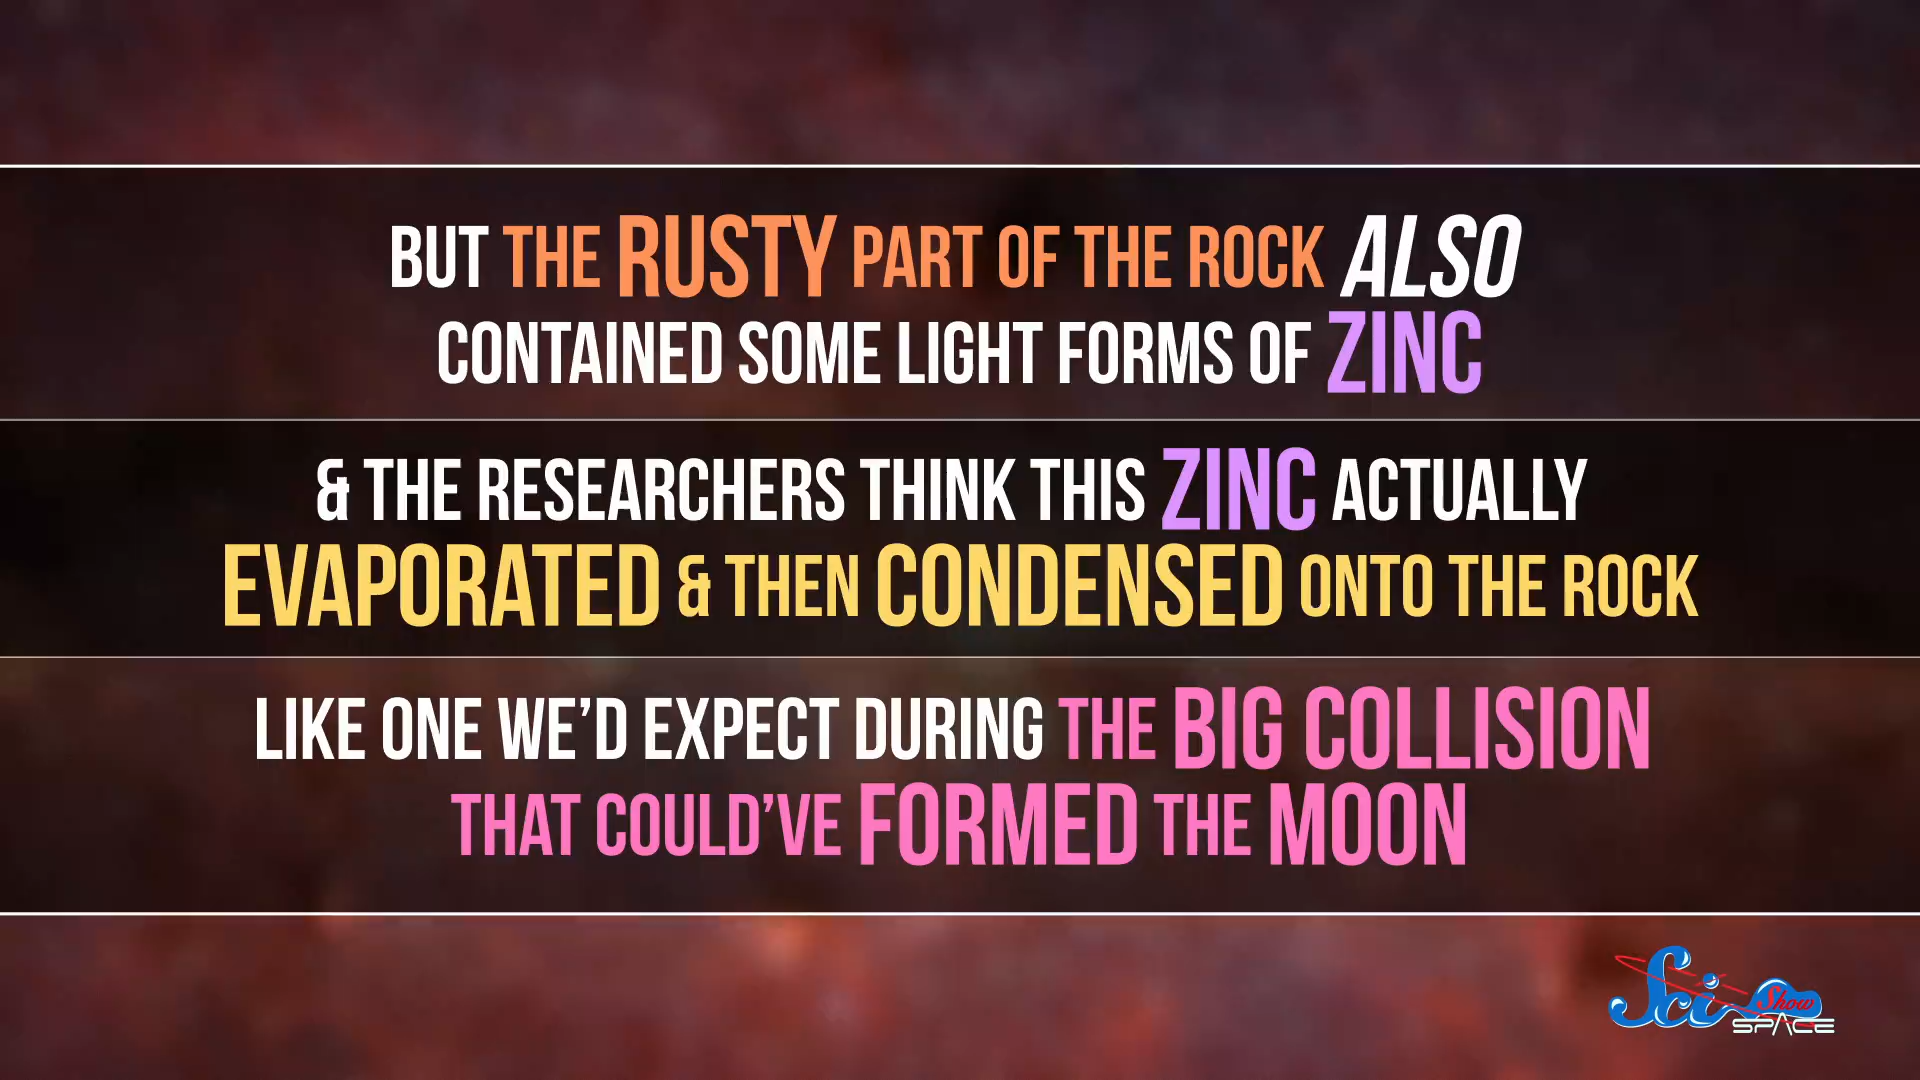 BUT THE RUSTY PART OF THE ROCK ALSO
CONTAINED SOME LIGHT FORMS OF ZINC
& THE RESEARCHERS THINK THIS ZINC ACTUALLY
EVAPORATED & THEN CONDENSED ONTO THE ROCK
LIKE ONE WE'D EXPECT DURING THE BIG COLLISION
THAT COULD'VE FORMED THE MOON
Sci Show
SPACE